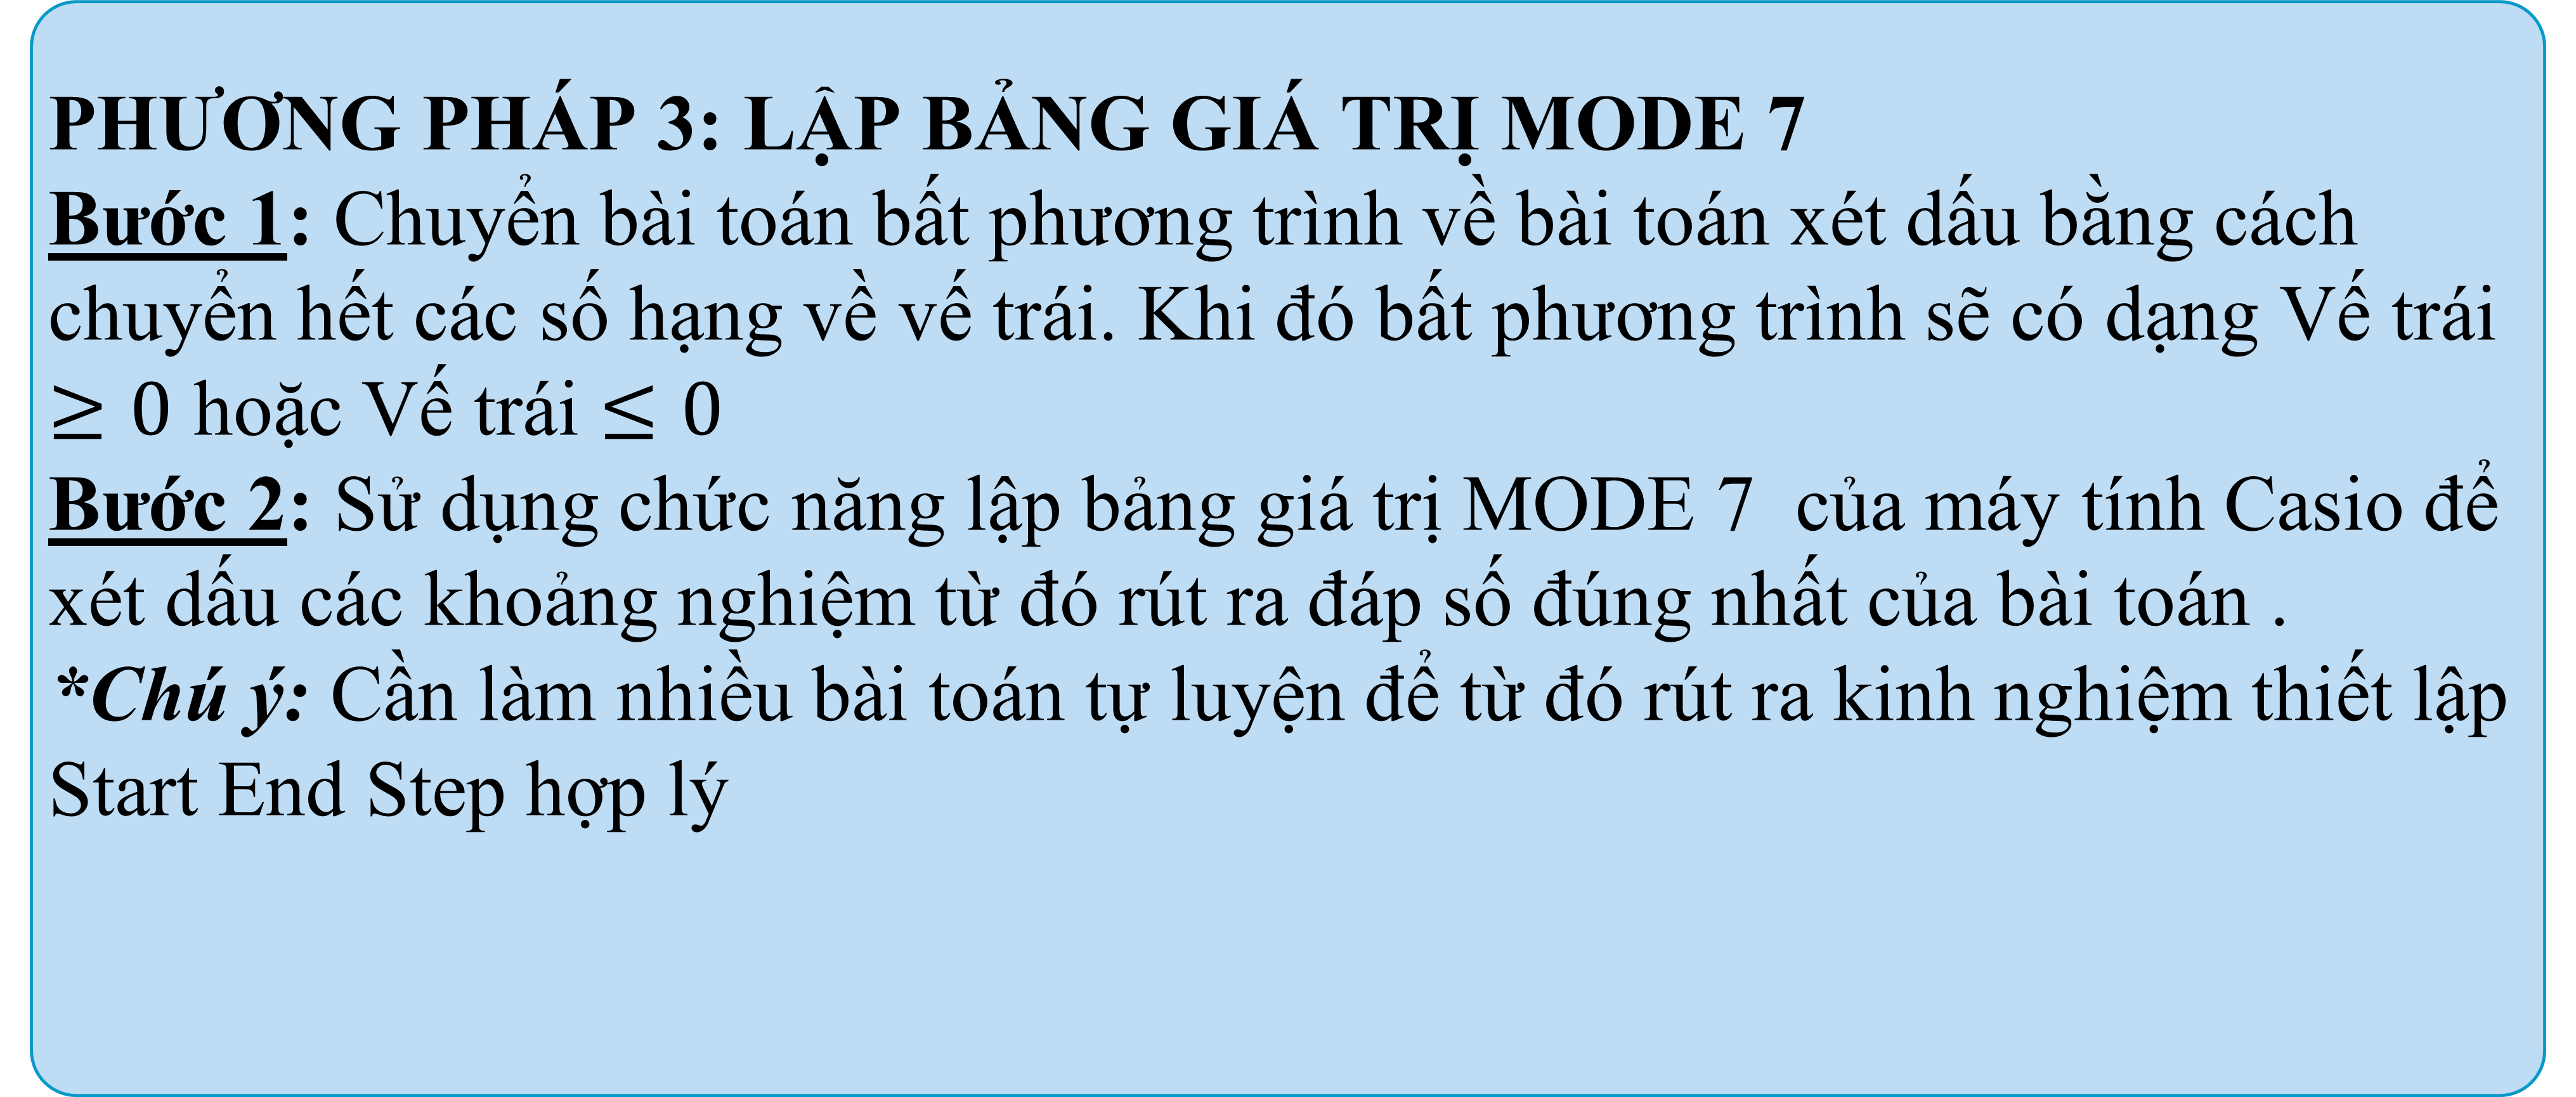 PHƯƠNG PHÁP 3: LẬP BẢNG GIÁ TRỊ MODE 7
Bước 1: Chuyển bài toán bất phương trình về bài toán xét dấu bằng cách
chuyển hết các số hạng về vế trái. Khi đó bất phương trình sẽ có dạng Vế trái
≥ 0 hoặc Vế trái ≤ 0
Bước 2: Sử dụng chức năng lập bảng giá trị MODE 7 của máy tính Casio để
xét dấu các khoảng nghiệm từ đó rút ra đáp số đúng nhất của bài toán .
*Chú ý: Cần làm nhiều bài toán tự luyện để từ đó rút ra kinh nghiệm thiết lập
Start End Step hợp lý